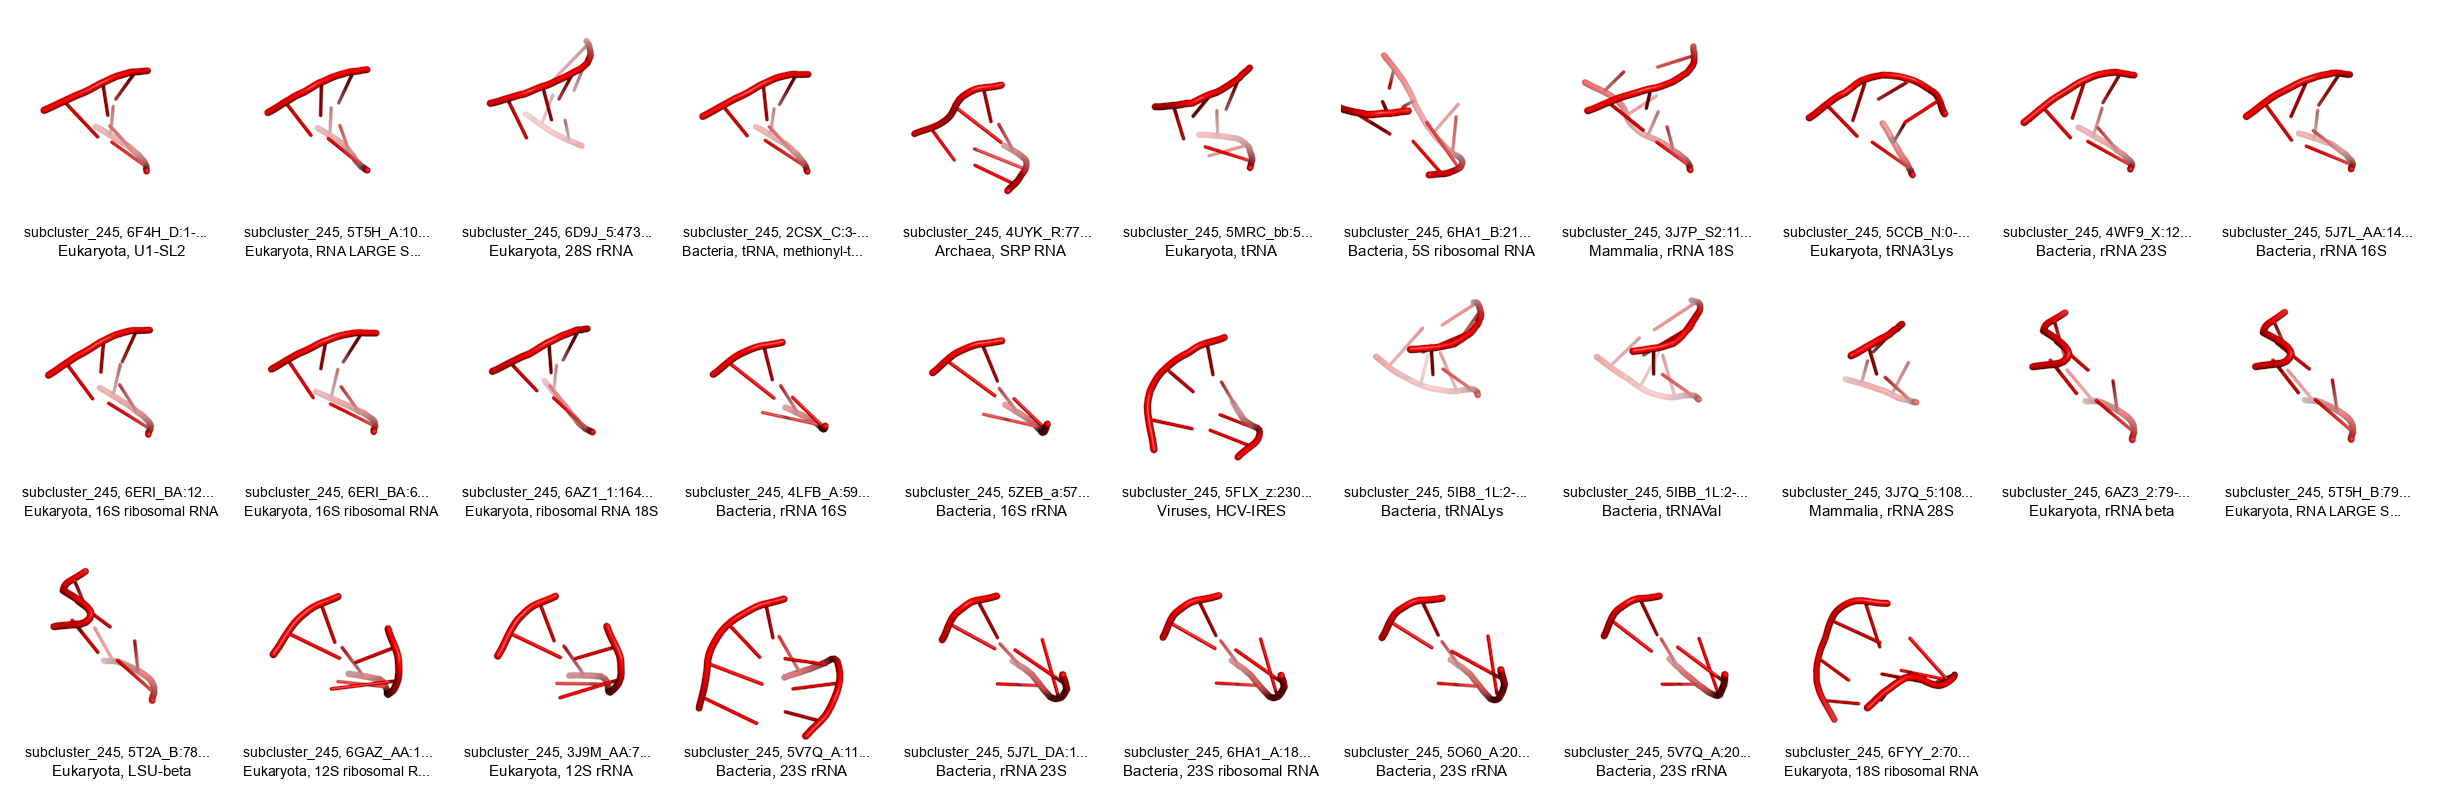 subcluster_245, 6F4H_D:1-...
Eukaryota, U1-SL2
subcluster_245, 5T5H_A:10...
Eukaryota, RNA LARGE S...
subcluster_245, 6D9J_5:473...
Eukaryota, 28S rRNA
subcluster_245, 2CSX_C:3-...
Bacteria, tRNA, methionyl-t...
subcluster_245, 4UYK_R:77...
Archaea, SRP RNA
subcluster_245, 5MRC_bb:5...
Eukaryota, tRNA
subcluster_245, 6HA1_B:21...
Bacteria, 5S ribosomal RNA
subcluster_245, 3J7P_S2:11...
Mammalia, rRNA 18S
subcluster_245, 5CCB_N:0-...
Eukaryota, tRNA3Lys
subcluster_245, 4WF9_X:12...
Bacteria, rRNA 23S
subcluster_245, 5J7L_AA:14...
Bacteria, rRNA 16S
subcluster_245, 6ERI_BA:12...
Eukaryota, 16S ribosomal RNA
subcluster_245, 6ERI_BA:6...
Eukaryota, 16S ribosomal RNA
subcluster_245, 6AZ1_1:164...
Eukaryota, ribosomal RNA 18S
subcluster_245, 4LFB_A:59...
Bacteria, rRNA 16S
subcluster_245, 5ZEB_a:57...
Bacteria, 16S rRNA
subcluster_245, 5FLX_z:230...
Viruses, HCV-IRES
subcluster_245, 5IB8_1L:2-...
Bacteria, tRNALys
subcluster_245, 5IBB_1L:2-...
Bacteria, tRNAVal
subcluster_245, 3J7Q_5:108...
Mammalia, rRNA 28S
subcluster_245, 6AZ3_2:79-...
Eukaryota, rRNA beta
subcluster_245, 5T5H_B:79...
Eukaryota, RNA LARGE S...
subcluster_245, 5T2A_B:78...
Eukaryota, LSU-beta
subcluster_245, 6GAZ_AA:1...
Eukaryota, 12S ribosomal R...
subcluster_245, 3J9M_AA:7...
Eukaryota, 12S rRNA
subcluster_245, 5V7Q_A:11...
Bacteria, 23S rRNA
subcluster_245, 5J7L_DA:1...
Bacteria, rRNA 23S
subcluster_245, 6HA1_A:18...
Bacteria, 23S ribosomal RNA
subcluster_245, 5O60_A:20...
Bacteria, 23S rRNA
subcluster_245, 5V7Q_A:20...
Bacteria, 23S rRNA
subcluster_245, 6FYY_2:70...
Eukaryota, 18S ribosomal RNA